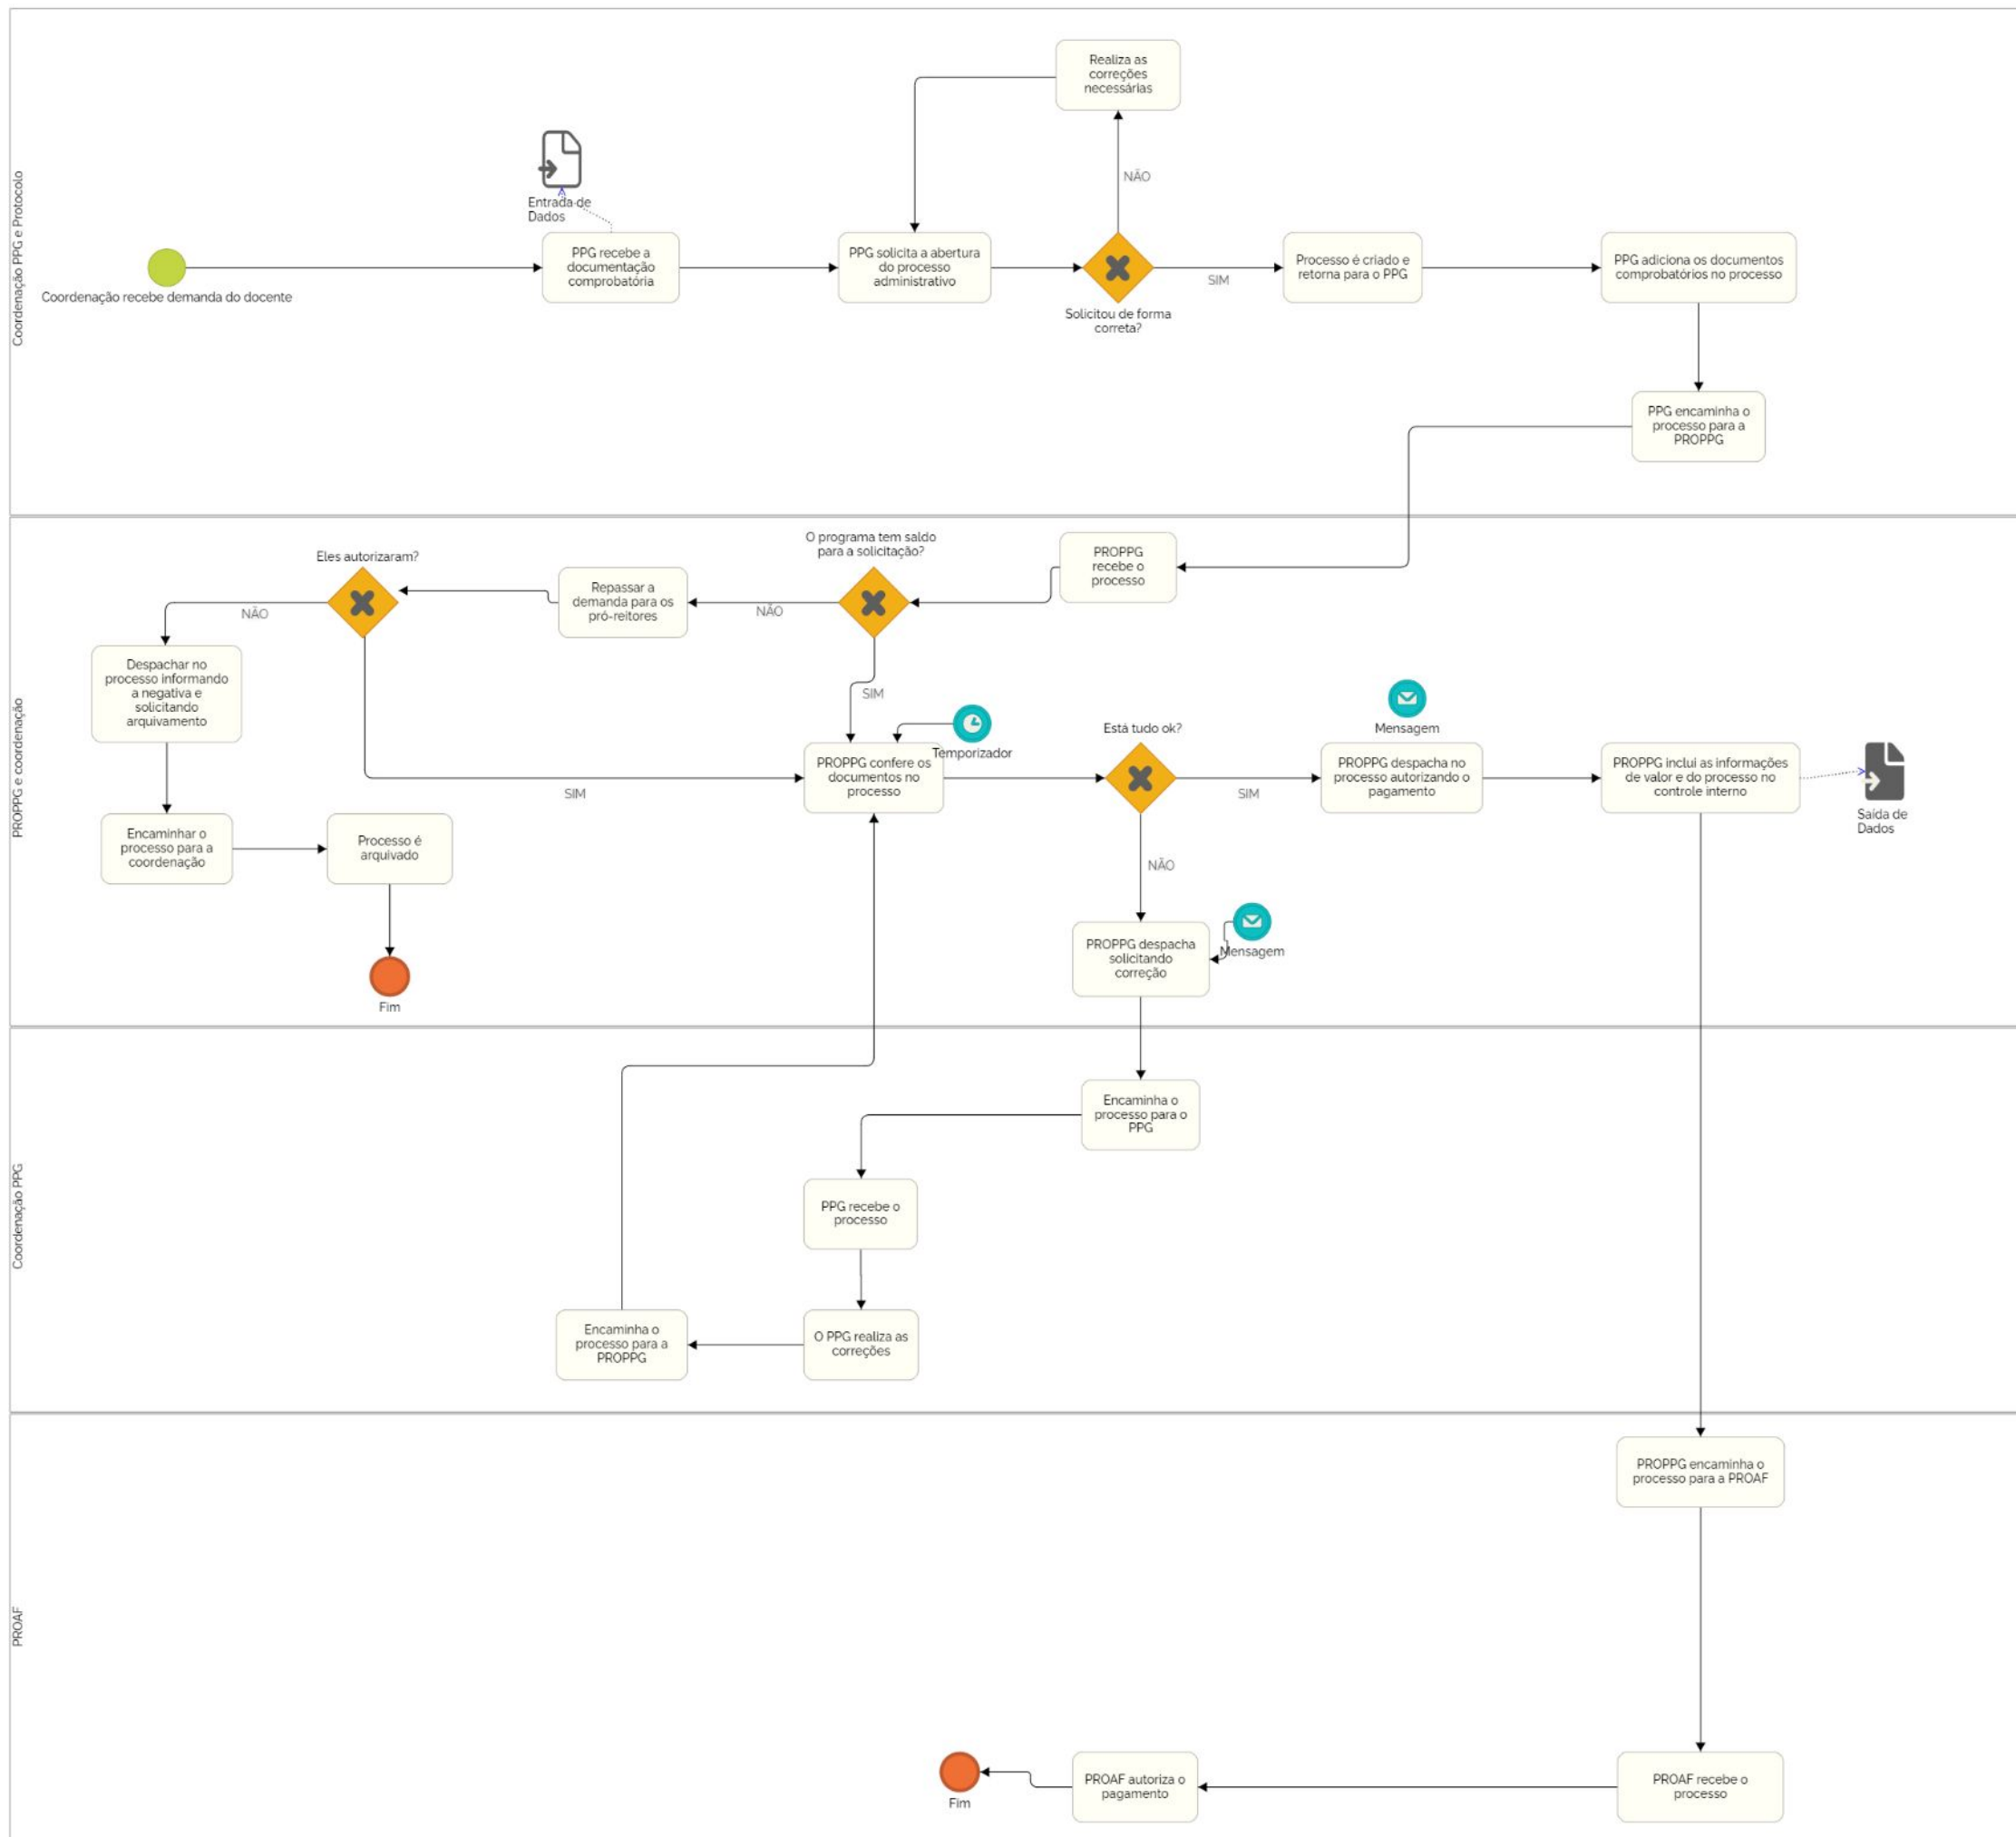 Coordenação PPG e Protocolo
Realiza as
correções
necessárias
NÃO
Entrada de
Dados
Coordenação recebe demanda do docente
PPG recebe a
documentação
comprobatória
PPG solicita a abertura
do processo
administrativo
Solicitou de forma
correta?
SIM
Processo é criado e
retorna para o PPG
PPG adiciona os documentos
comprobatórios no processo
PPG encaminha o
processo para a
PROPPG
PROPPG e coordenação
PROPPG
recebe o
processo
O programa tem saldo
para a solicitação?
NÃO
SIM
Repassar a
demanda para os
pró-reitores
Eles autorizaram?
NÃO
SIM
Despachar no
processo informando
a negativa e
solicitando
arquivamento
Encaminhar o
processo para a
coordenação
Processo é
arquivado
Fim
Temporizador
PROPPG confere os
documentos no
processo
Está tudo ok?
SIM
NÃO
Mensagem
PROPPG despacha no
processo autorizando o
pagamento
PROPPG inclui as informações
de valor e do processo no
controle interno
Saída de
Dados
PROPPG despacha
solicitando
correção
Mensagem
Coordenação PPG
Encaminha o
processo para o
PPG
PPG recebe o
processo
O PPG realiza as
correções
Encaminha o
processo para a
PROPPG
PROAF
PROPPG encaminha o
processo para a PROAF
PROAF recebe o
processo
PROAF autoriza o
pagamento
Fim